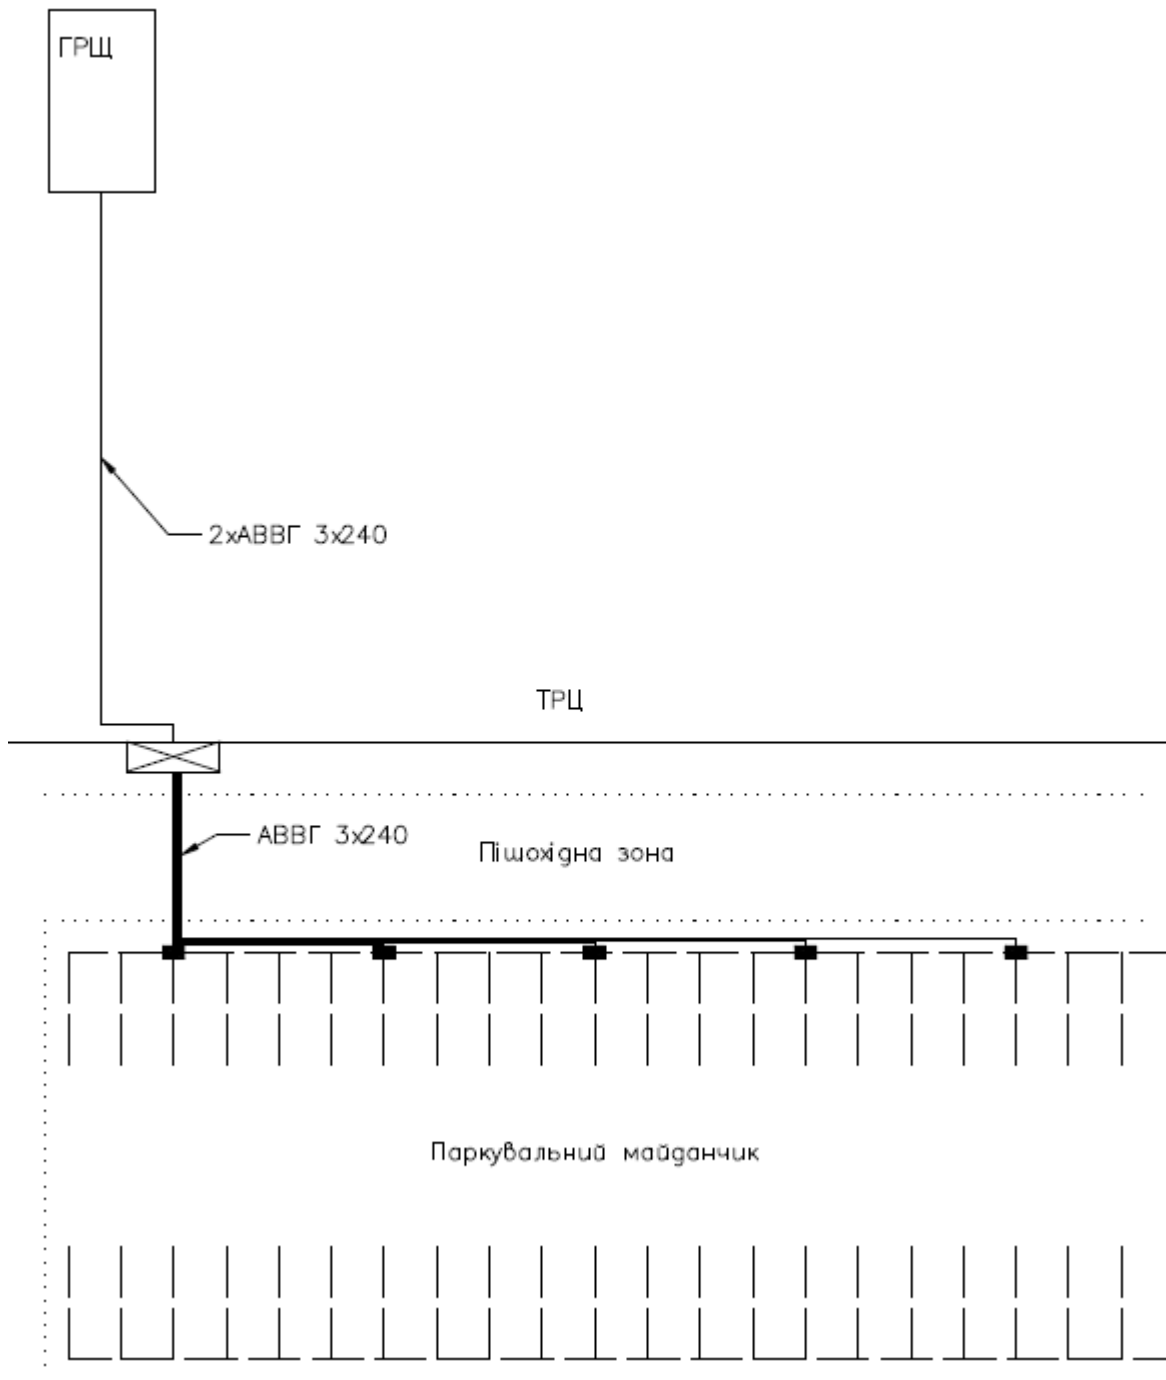 ГРЩ
2хАВВГ 3х240
ТРЦ
АВВГ 3х240
Пішохідна зона
Паркувальний майданчик